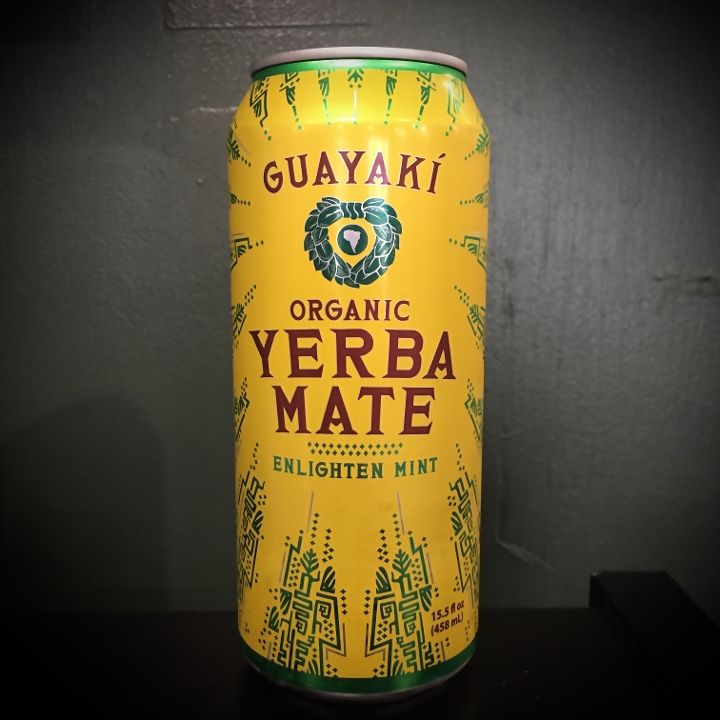 GUAYAKÍ
ORGANIC
YERBA
MATE
ENLIGHTEN MINT
15.5 fl oz
(458 mL)